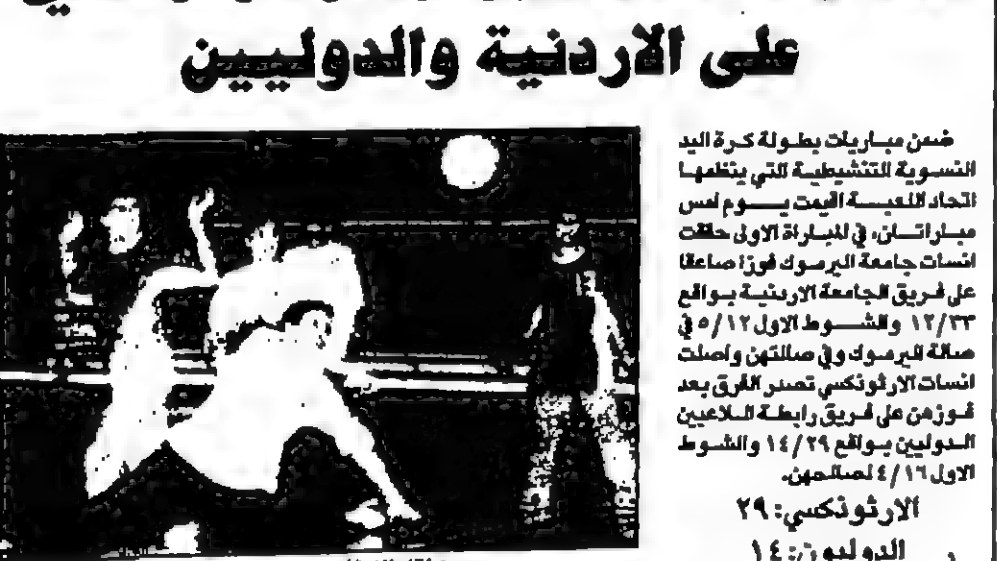 على الاردنية والدوليين
ضمن مباريات بطولة كرة اليد
النسوية التنشيطية التي ينظمها
اتحاد اللعبة اقيمت يوم امس
مباراتان، في المباراة الاولى حققت
انسات جامعة اليرموك فوزا صاعقا
على فريق الجامعة الاردنية بواقع
١٢/٣٣ والشوط الاول ٥/١٢ في
صالة اليرموك وفي صالتهن واصلت
انسات الارثوذكسي تصدر الفرق بعد
فوزهن على فريق رابطة اللاعبين
الدوليين بواقع ١٤/٢٩ والشوط
الاول ٤/١٦ لصالحهن.
الارثوذكسي: ٢٩
الدوليون: ١٤